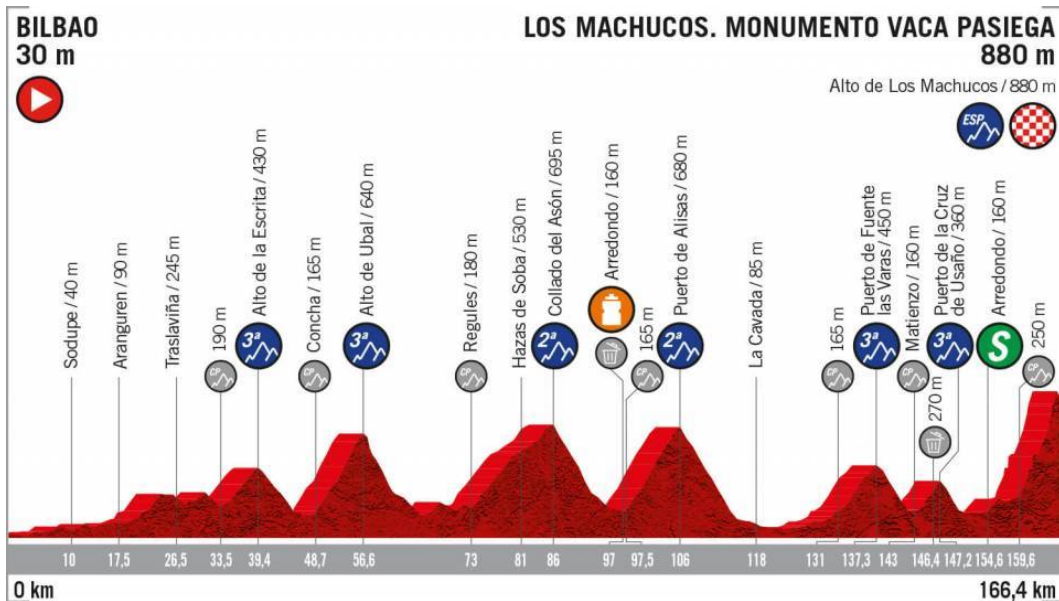 BILBAO
30 m
LOS MACHUCOS. MONUMENTO VACA PASIEGA
880 m
Alto de Los Machucos / 880 m
ESP
Sodupe / 40 m
Aranguren / 90 m
Traslaviña / 245 m
190 m
CP
Alto de la Escrita / 430 m
3ª
Concha / 165 m
CP
Alto de Ubal / 640 m
3ª
Regules / 180 m
CP
Hazas de Soba / 530 m
Collado del Asón / 695 m
2ª
Arredondo / 160 m
165 m
CP
Puerto de Alisas / 680 m
2ª
La Cavada / 85 m
165 m
CP
Puerto de Fuente
las Varas / 450 m
3ª
Matienzo / 160 m
CP
270 m
Puerto de la Cruz
de Usaño / 360 m
3ª
Arredondo / 160 m
S
250 m
CP
10
17,5
26,5
33,5
39,4
48,7
56,6
73
81
86
97
97,5
106
118
131
137,3
143
146,4
147,2
154,6
159,6
0 km
166,4 km